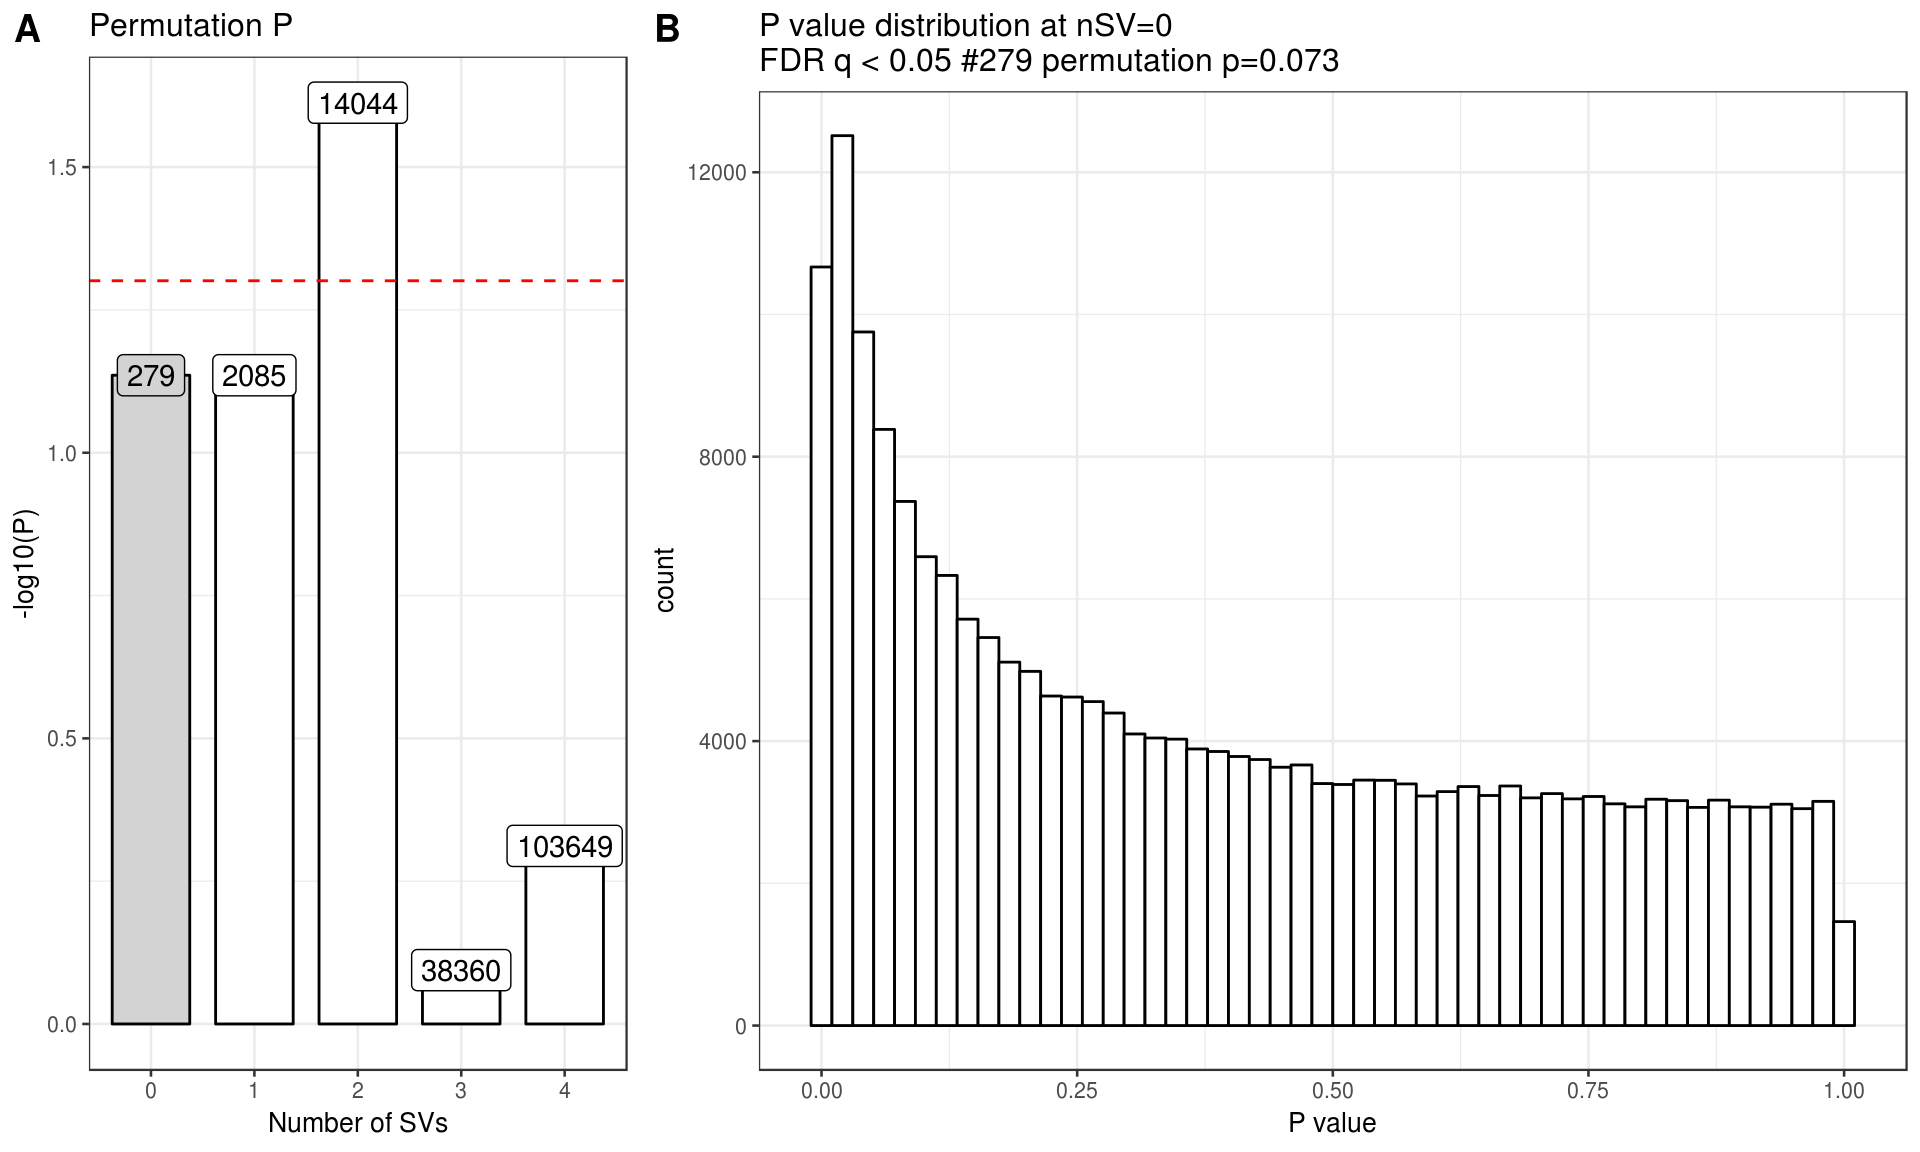 A
Permutation P
14044
279
2085
103649
38360
1.5
1.0
0.5
0.0
-log10(P)
0 1 2 3 4
Number of SVs
B
P value distribution at nSV=0
FDR q < 0.05 #279 permutation p=0.073
12000
8000
4000
0
count
0.00 0.25 0.50 0.75 1.00
P value